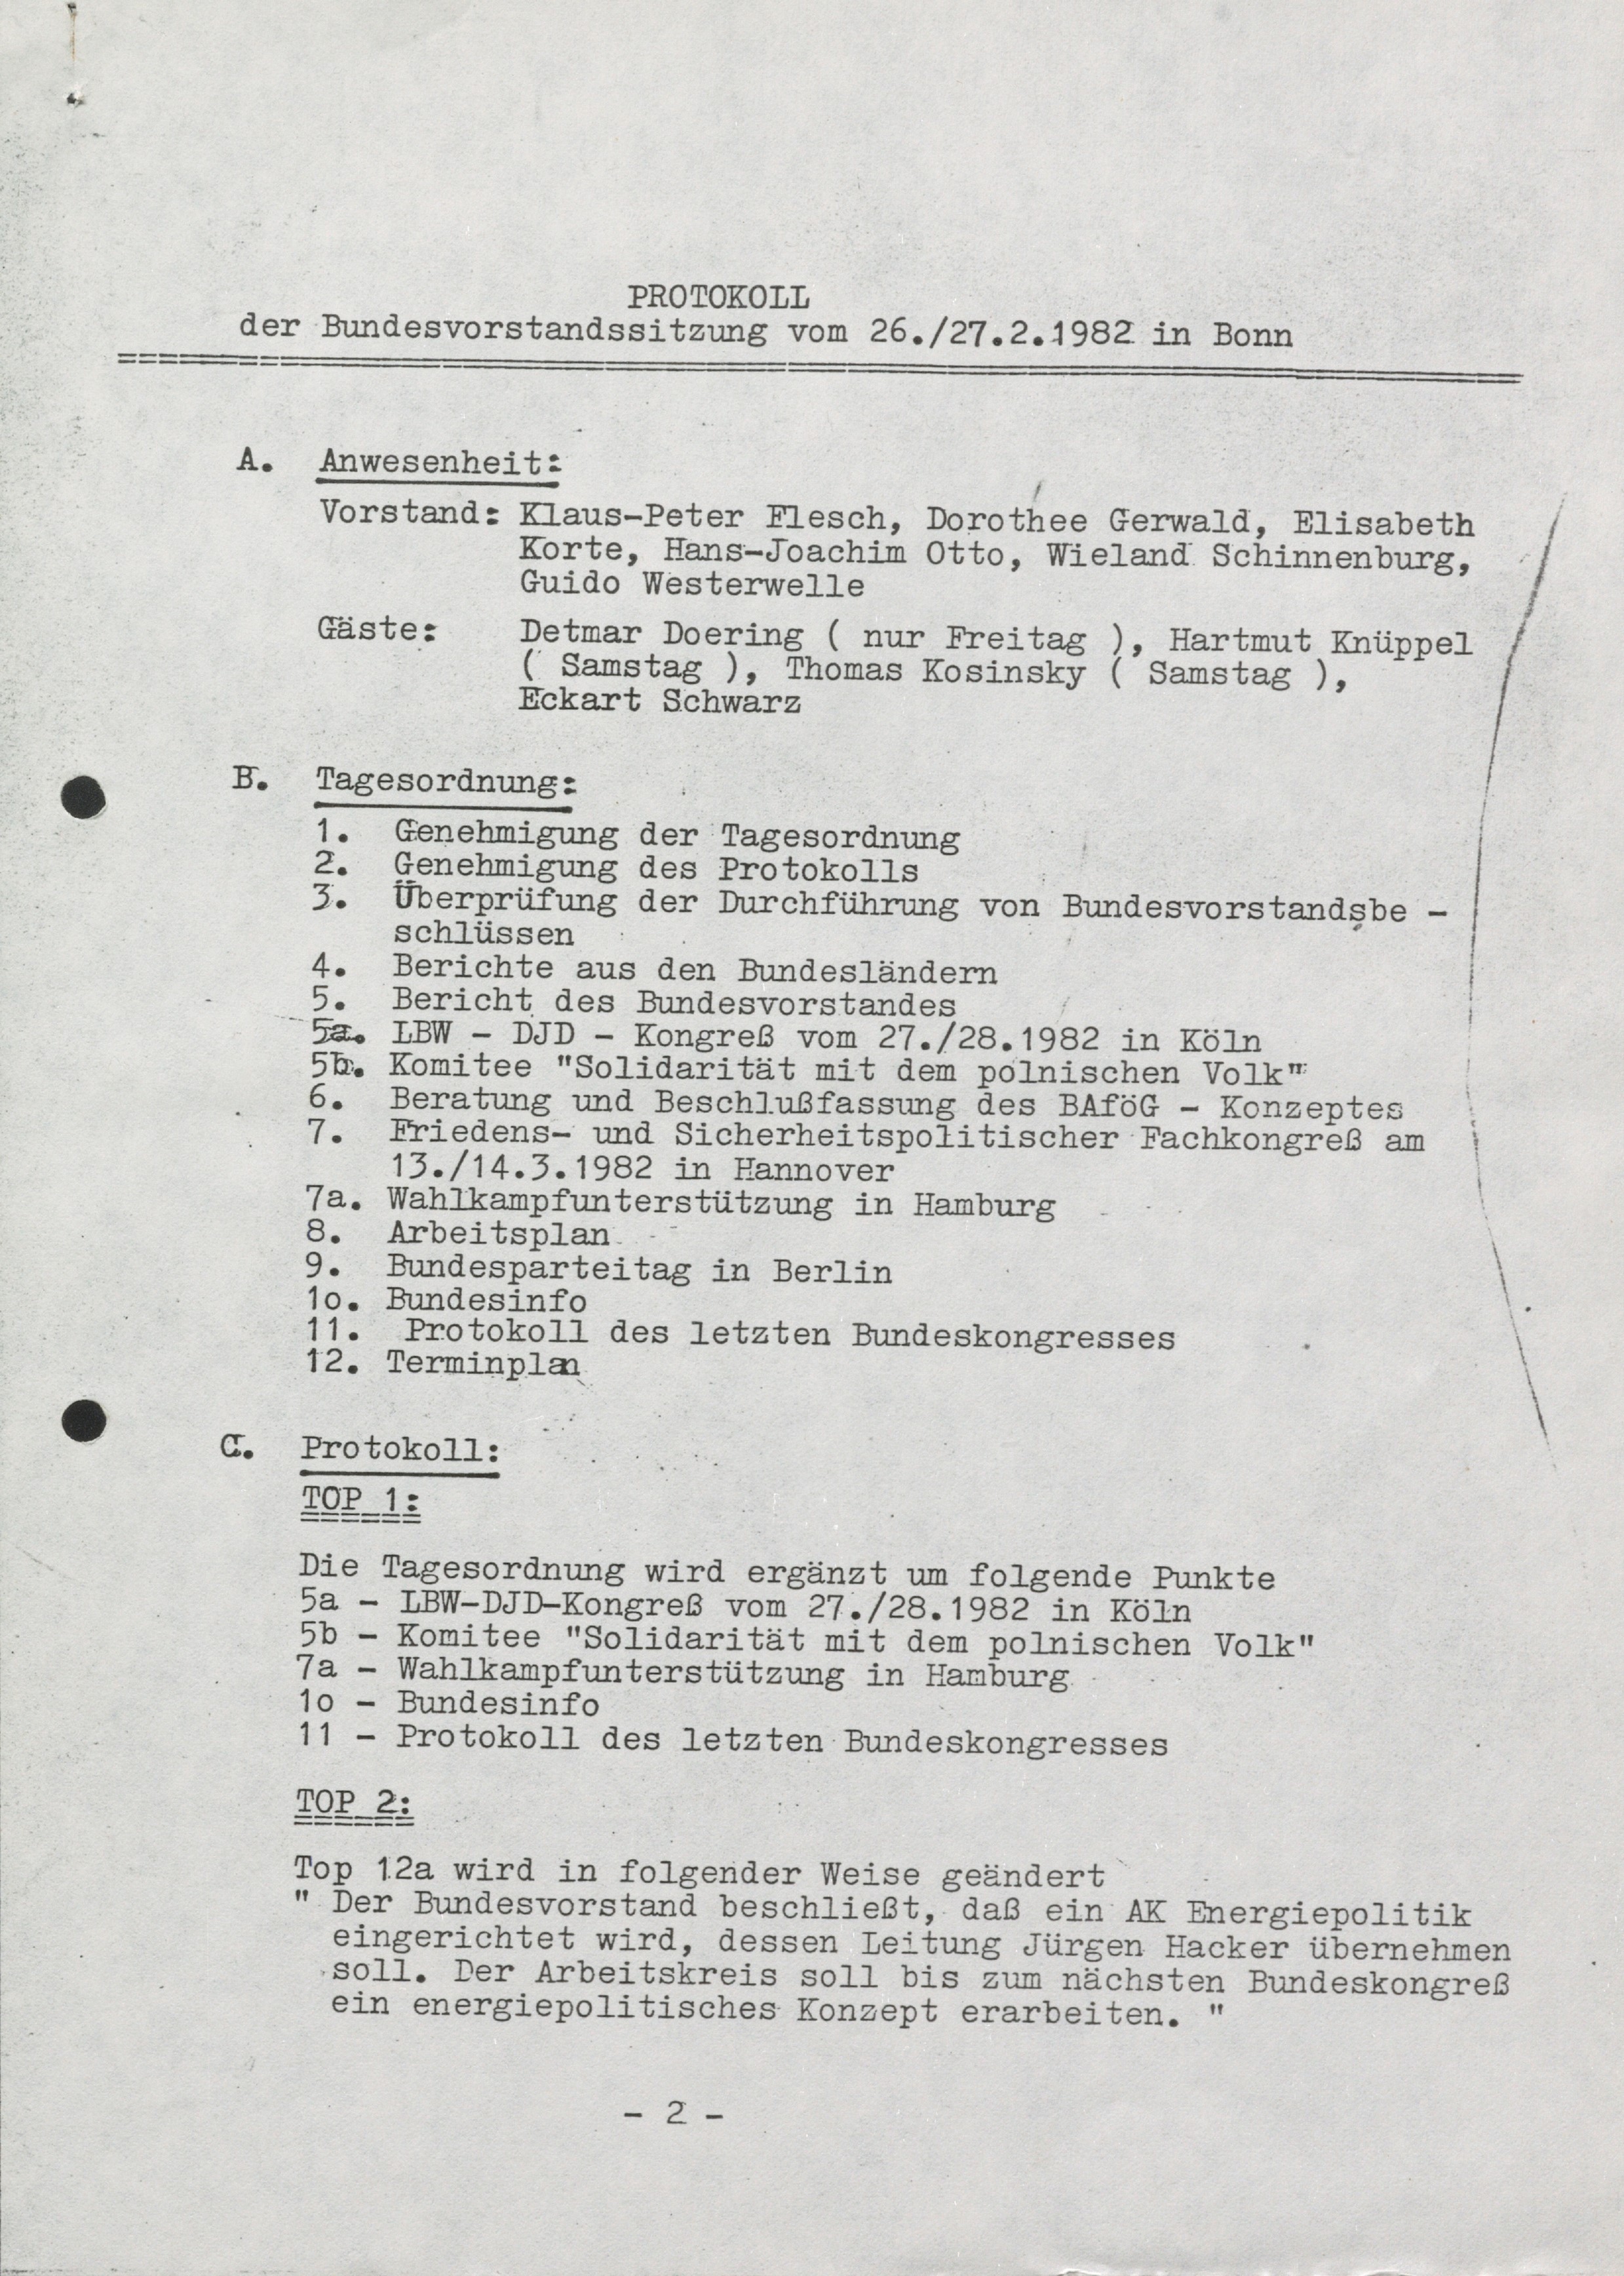 PROTOKOLL
der Bundesvorstandssitzung vom 26./27.2.1982 in Bonn
A. Anwesenheit:
Vorstand: Klaus-Peter Flesch, Dorothee Gerwald, Elisabeth
Korte, Hans-Joachim Otto, Wieland Schinnenburg,
Guido Westerwelle
Gäste: Detmar Doering ( nur Freitag ), Hartmut Knüppel
( Samstag ), Thomas Kosinsky ( Samstag ),
Eckart Schwarz
B. Tagesordnung:
1. Genehmigung der Tagesordnung
2. Genehmigung des Protokolls
3. Überprüfung der Durchführung von Bundesvorstandsbe -
schlüssen
4. Berichte aus den Bundesländern
5. Bericht des Bundesvorstandes
5a. LBW - DJD - Kongreß vom 27./28.1982 in Köln
5b. Komitee "Solidarität mit dem polnischen Volk"
6. Beratung und Beschlußfassung des BAföG - Konzeptes
7. Friedens- und Sicherheitspolitischer Fachkongreß am
13./14.3.1982 in Hannover
7a. Wahlkampfunterstützung in Hamburg
8. Arbeitsplan
9. Bundesparteitag in Berlin
1o. Bundesinfo
11. Protokoll des letzten Bundeskongresses
12. Terminplan
C. Protokoll:
TOP 1:
Die Tagesordnung wird ergänzt um folgende Punkte
5a - LBW-DJD-Kongreß vom 27./28.1982 in Köln
5b - Komitee "Solidarität mit dem polnischen Volk"
7a - Wahlkampfunterstützung in Hamburg
1o - Bundesinfo
11 - Protokoll des letzten Bundeskongresses
TOP 2:
Top 12a wird in folgender Weise geändert
" Der Bundesvorstand beschließt, daß ein AK Energiepolitik
eingerichtet wird, dessen Leitung Jürgen Hacker übernehmen
soll. Der Arbeitskreis soll bis zum nächsten Bundeskongreß
ein energiepolitisches Konzept erarbeiten. "
- 2 -